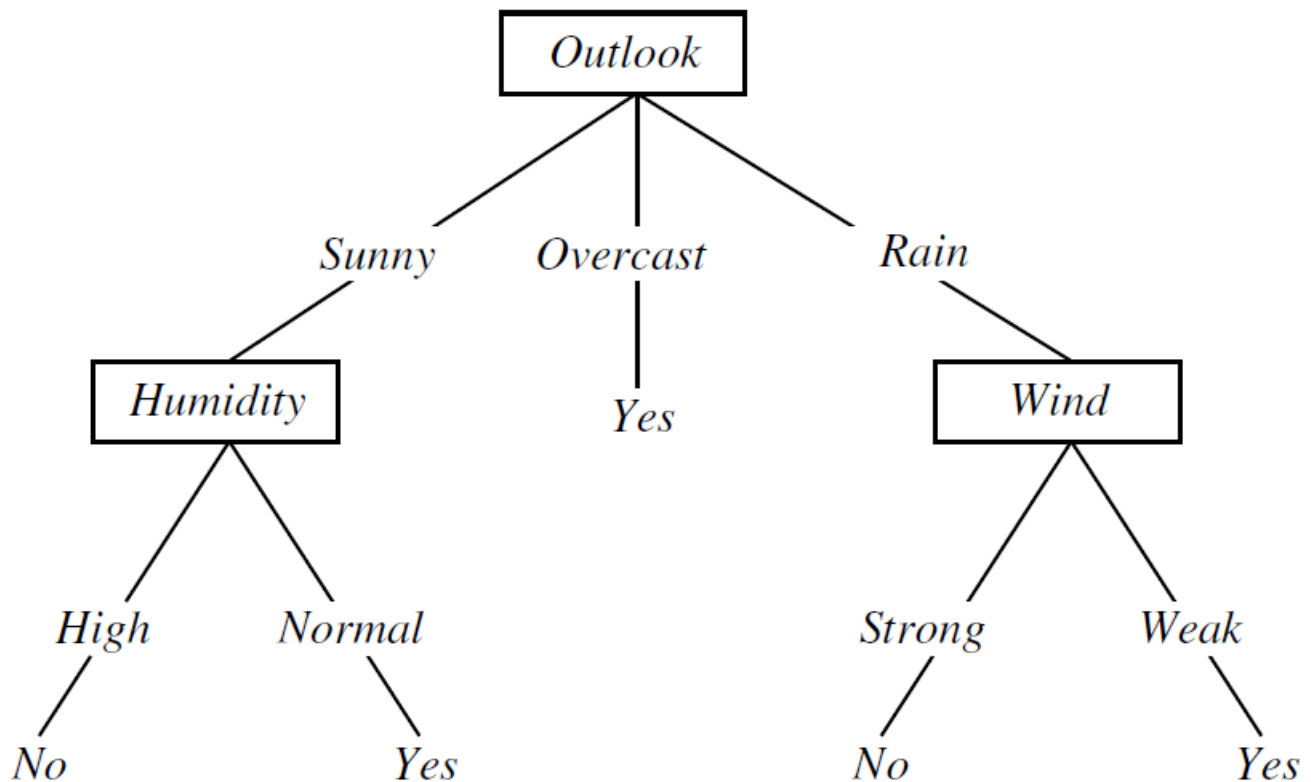 Outlook
Sunny Overcast Rain
Humidity Yes Wind
High Normal Strong Weak
No Yes No Yes